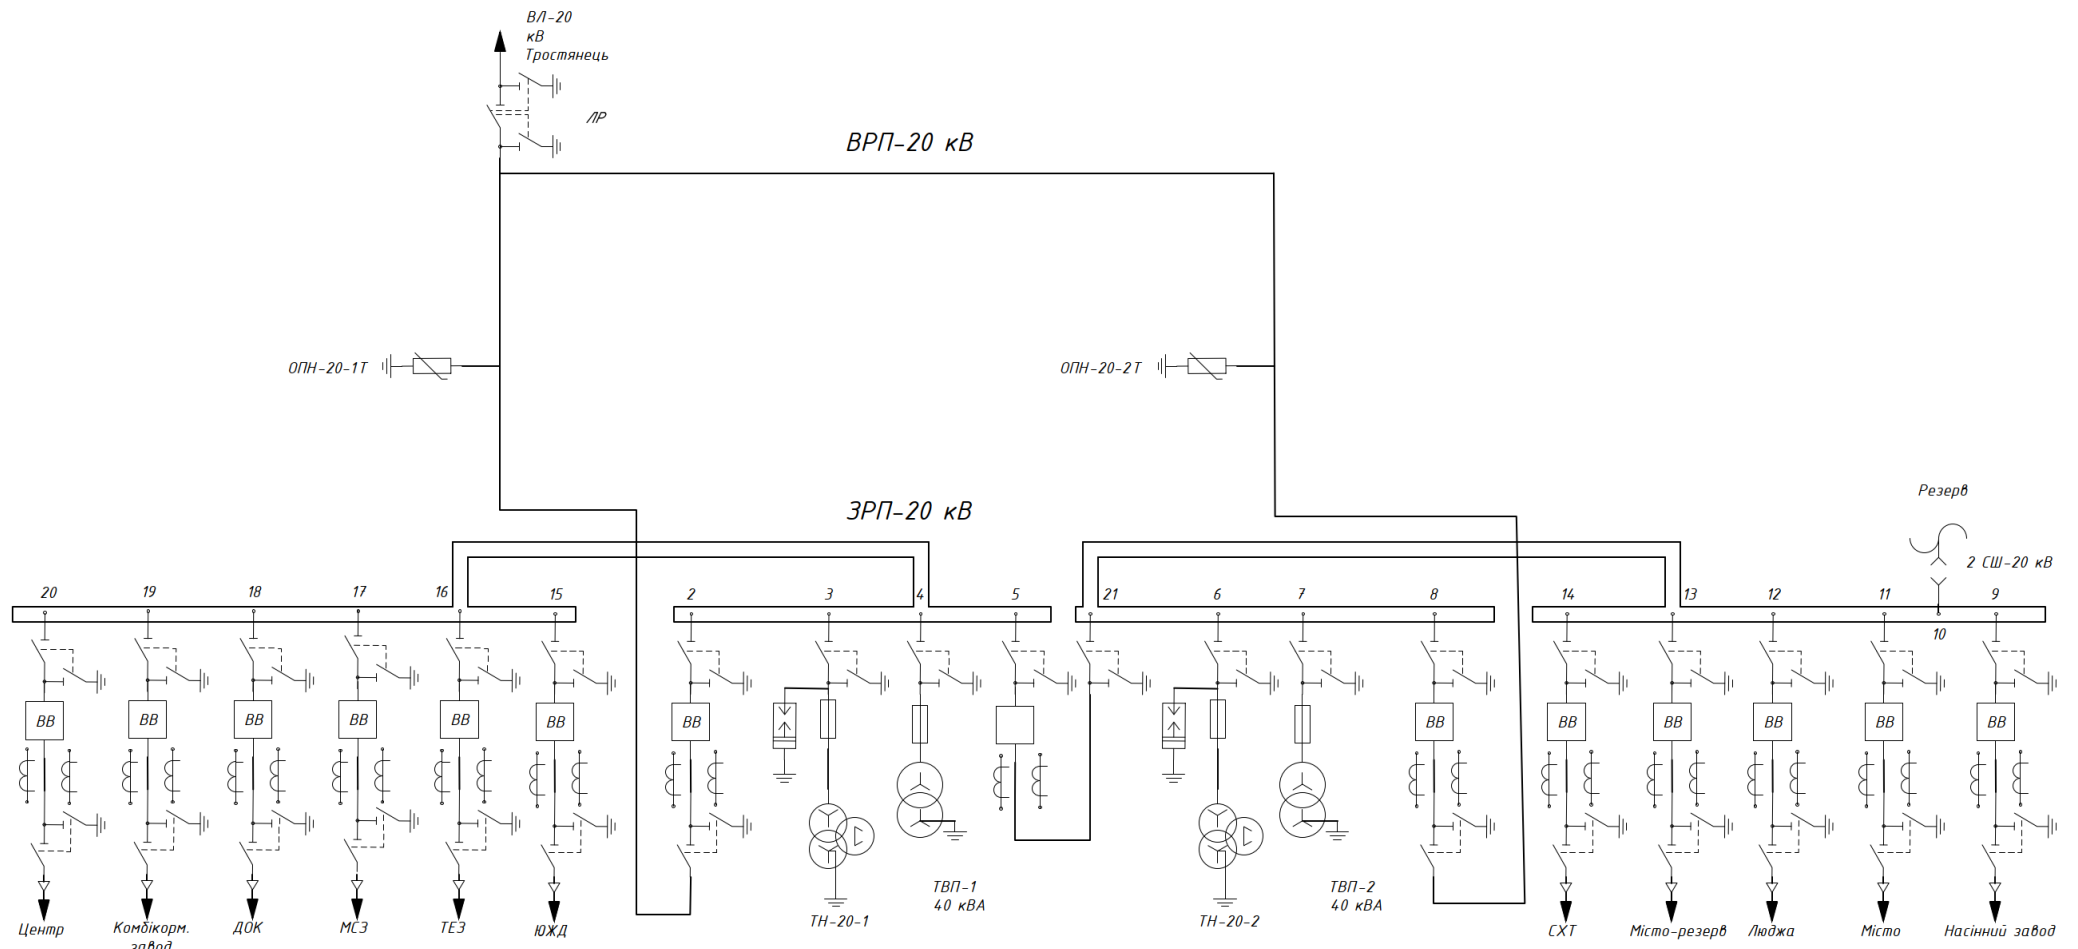 ВЛ-20
кВ
Тростянець
ЛР
ВРП-20 кВ
ОПН-20-1Т
ОПН-20-2Т
ЗРП-20 кВ
Резерв
2 СШ-20 кВ
20
19
18
17
16
15
2
3
4
5
21
6
7
8
14
13
12
11
10
9
ВВ
ВВ
ВВ
ВВ
ВВ
ВВ
ВВ
ВВ
ВВ
ВВ
ВВ
ВВ
ВВ
ТВП-1
40 кВА
ТВП-2
40 кВА
ТН-20-1
ТН-20-2
Центр
Комбікорм.
завод
ДОК
МСЗ
ТЕЗ
ЮЖД
СХТ
Місто-резерв
Люджа
Місто
Насінний завод